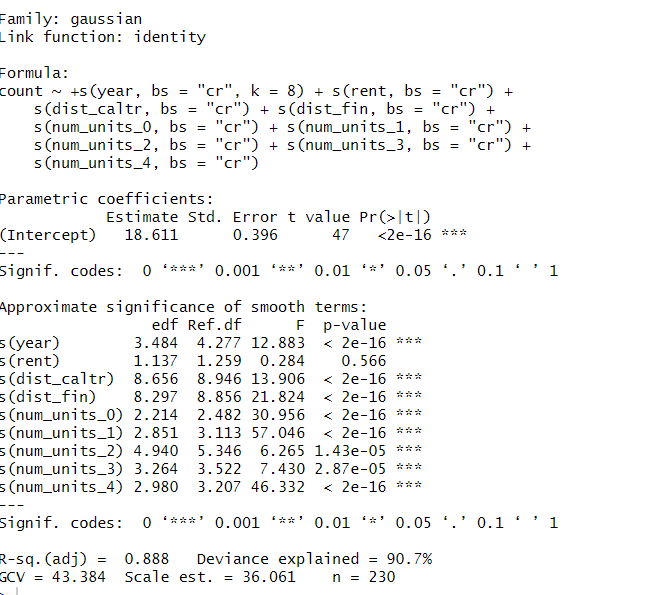 Family: gaussian
Link function: identity
Formula:
count ~ +s(year, bs = "cr", k = 8) + s(rent, bs = "cr") +
s(dist_caltr, bs = "cr") + s(dist_fin, bs = "cr") +
s(num_units_0, bs = "cr") + s(num_units_1, bs = "cr") +
s(num_units_2, bs = "cr") + s(num_units_3, bs = "cr") +
s(num_units_4, bs = "cr")
Parametric coefficients:
Estimate Std. Error t value Pr(>|t|)
(Intercept) 18.611 0.396 47 <2e-16 ***
---
Signif. codes: 0 ‘***’ 0.001 ‘**’ 0.01 ‘*’ 0.05 ‘.’ 0.1 ‘ ’ 1
Approximate significance of smooth terms:
edf Ref.df F p-value
s(year) 3.484 4.277 12.883 < 2e-16 ***
s(rent) 1.137 1.259 0.284 0.566
s(dist_caltr) 8.656 8.946 13.906 < 2e-16 ***
s(dist_fin) 8.297 8.856 21.824 < 2e-16 ***
s(num_units_0) 2.214 2.482 30.956 < 2e-16 ***
s(num_units_1) 2.851 3.113 57.046 < 2e-16 ***
s(num_units_2) 4.940 5.346 6.265 1.43e-05 ***
s(num_units_3) 3.264 3.522 7.430 2.87e-05 ***
s(num_units_4) 2.980 3.207 46.332 < 2e-16 ***
---
Signif. codes: 0 ‘***’ 0.001 ‘**’ 0.01 ‘*’ 0.05 ‘.’ 0.1 ‘ ’ 1
R-sq.(adj) = 0.888 Deviance explained = 90.7%
GCV = 43.384 Scale est. = 36.061 n = 230